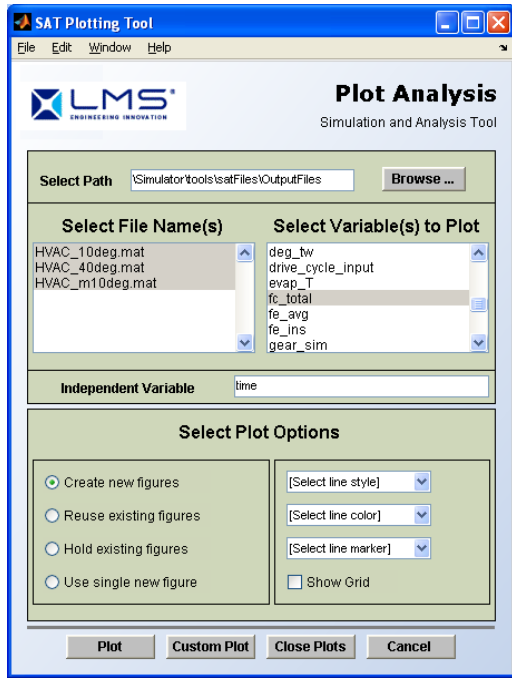 SAT Plotting Tool
File Edit Window Help
LMS®
ENGINEERING INNOVATION
Plot Analysis
Simulation and Analysis Tool
Select Path \Simulator\tools\satFiles\OutputFiles Browse ...
Select File Name(s) Select Variable(s) to Plot
HVAC_10deg.mat deg_tw
HVAC_40deg.mat drive_cycle_input
HVAC_m10deg.mat evap_T
fc_total
fe_avg
fe_ins
gear_sim
Independent Variable time
Select Plot Options
Create new figures [Select line style]
Reuse existing figures [Select line color]
Hold existing figures [Select line marker]
Use single new figure Show Grid
Plot Custom Plot Close Plots Cancel